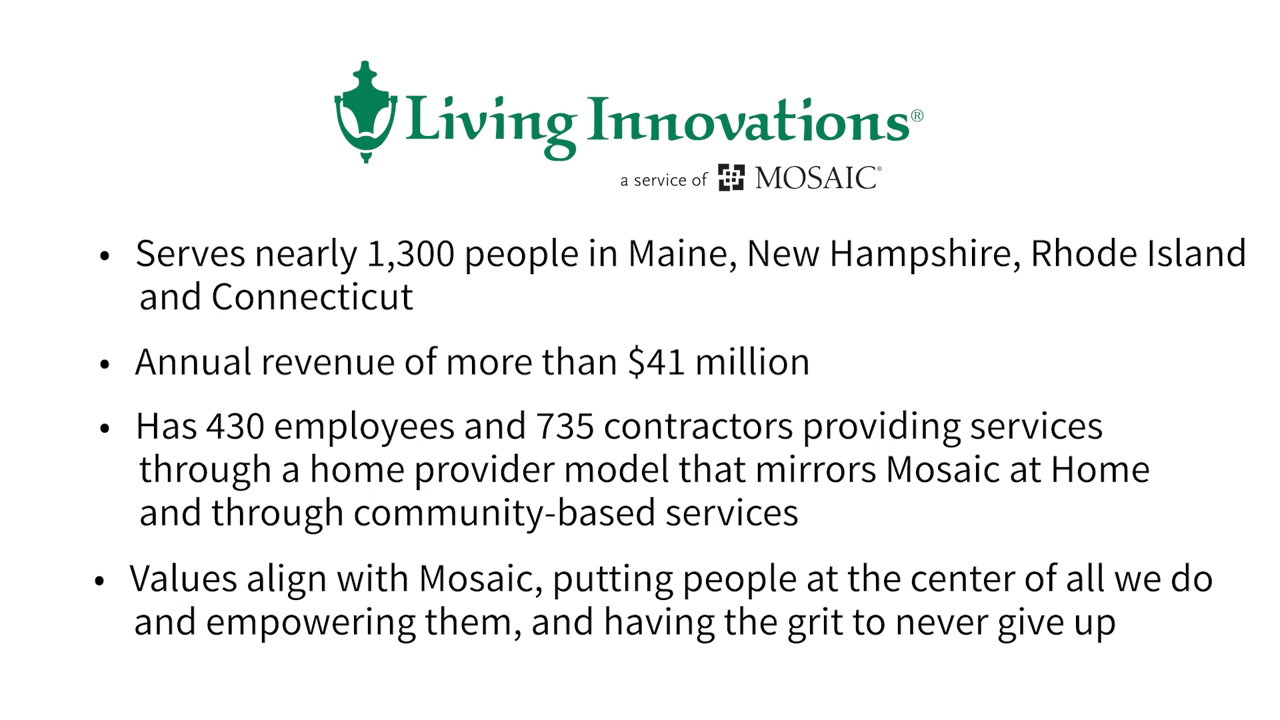 Living Innovations®
a service of MOSAIC®
• Serves nearly 1,300 people in Maine, New Hampshire, Rhode Island
and Connecticut
• Annual revenue of more than $41 million
• Has 430 employees and 735 contractors providing services
through a home provider model that mirrors Mosaic at Home
and through community-based services
• Values align with Mosaic, putting people at the center of all we do
and empowering them, and having the grit to never give up